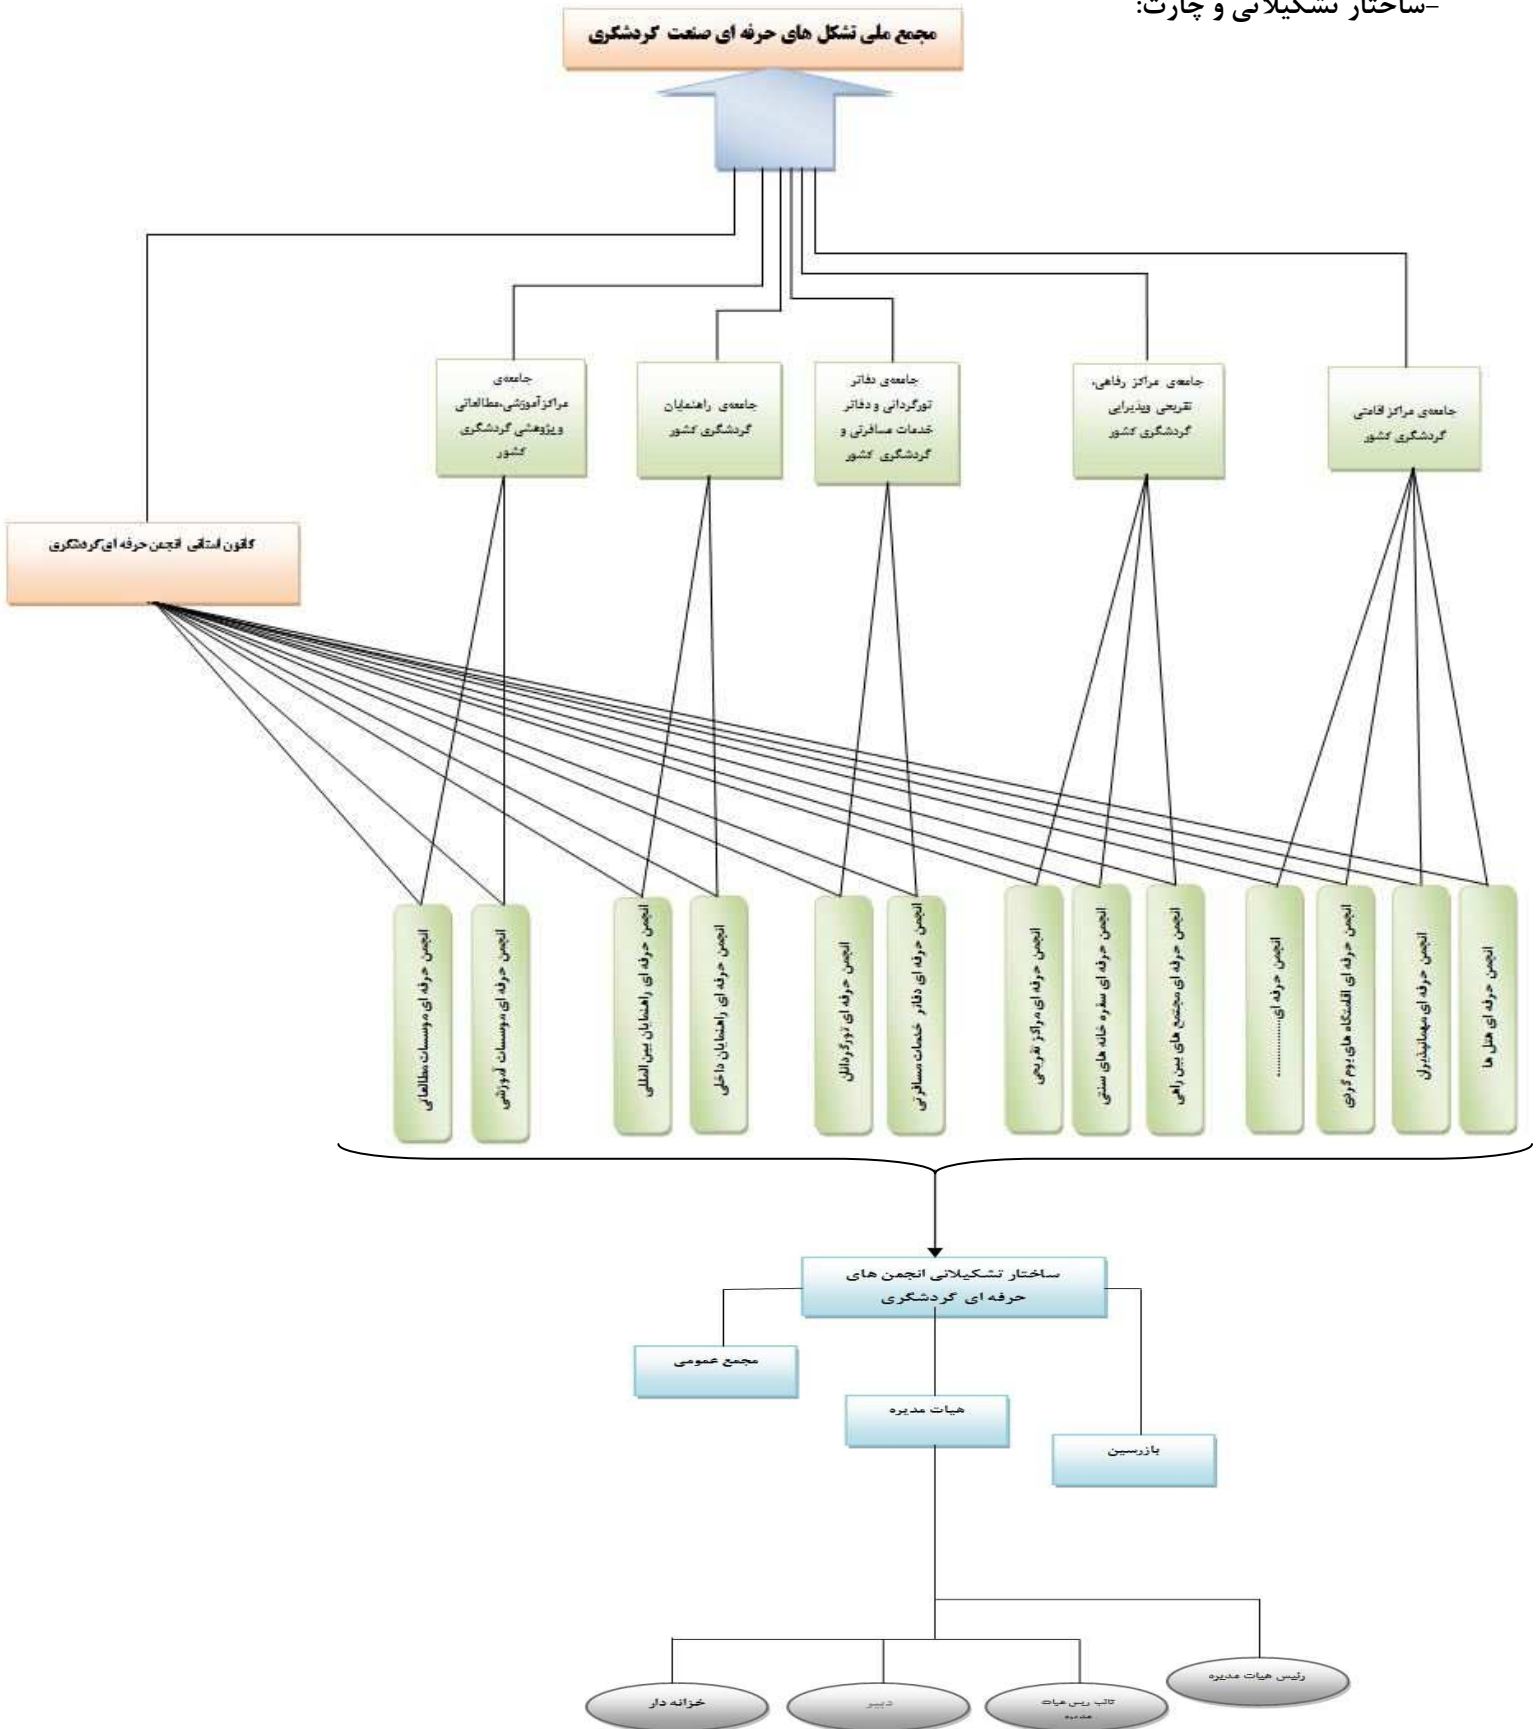 -ساختار تشکیلاتی و چارت:
مجمع ملی تشکل های حرفه ای صنعت گردشگری
جامعه‌ی مراکز اقامتی
گردشگری کشور
جامعه‌ی مراکز رفاهی،
تفریحی وپذیرایی
گردشگری کشور
جامعه‌ی دفاتر
تورگردانی و دفاتر
خدمات مسافرتی و
گردشگری کشور
جامعه‌ی راهنمایان
گردشگری کشور
جامعه‌ی
مراکز آموزشی،مطالعاتی
و پژوهشی گردشگری
کشور
کانون استانی انجمن حرفه ای گردشگری
انجمن حرفه ای هتل ها
انجمن حرفه ای مهمانپذیران
انجمن حرفه ای اقامتگاه های بوم گردی
انجمن حرفه ای...............
انجمن حرفه ای مجتمع های بین راهی
انجمن حرفه ای سفره خانه های سنتی
انجمن حرفه ای مراکز تفریحی
انجمن حرفه ای دفاتر خدمات مسافرتی
انجمن حرفه ای تورگردانان
انجمن حرفه ای راهنمایان داخلی
انجمن حرفه ای راهنمایان بین المللی
انجمن حرفه ای موسسات آموزشی
انجمن حرفه ای موسسات مطالعاتی
ساختار تشکیلاتی انجمن های
حرفه ای گردشگری
مجمع عمومی
هیات مدیره
بازرسین
رئیس هیات مدیره
نائب ریس هیات
مدیره
دبیر
خزانه دار